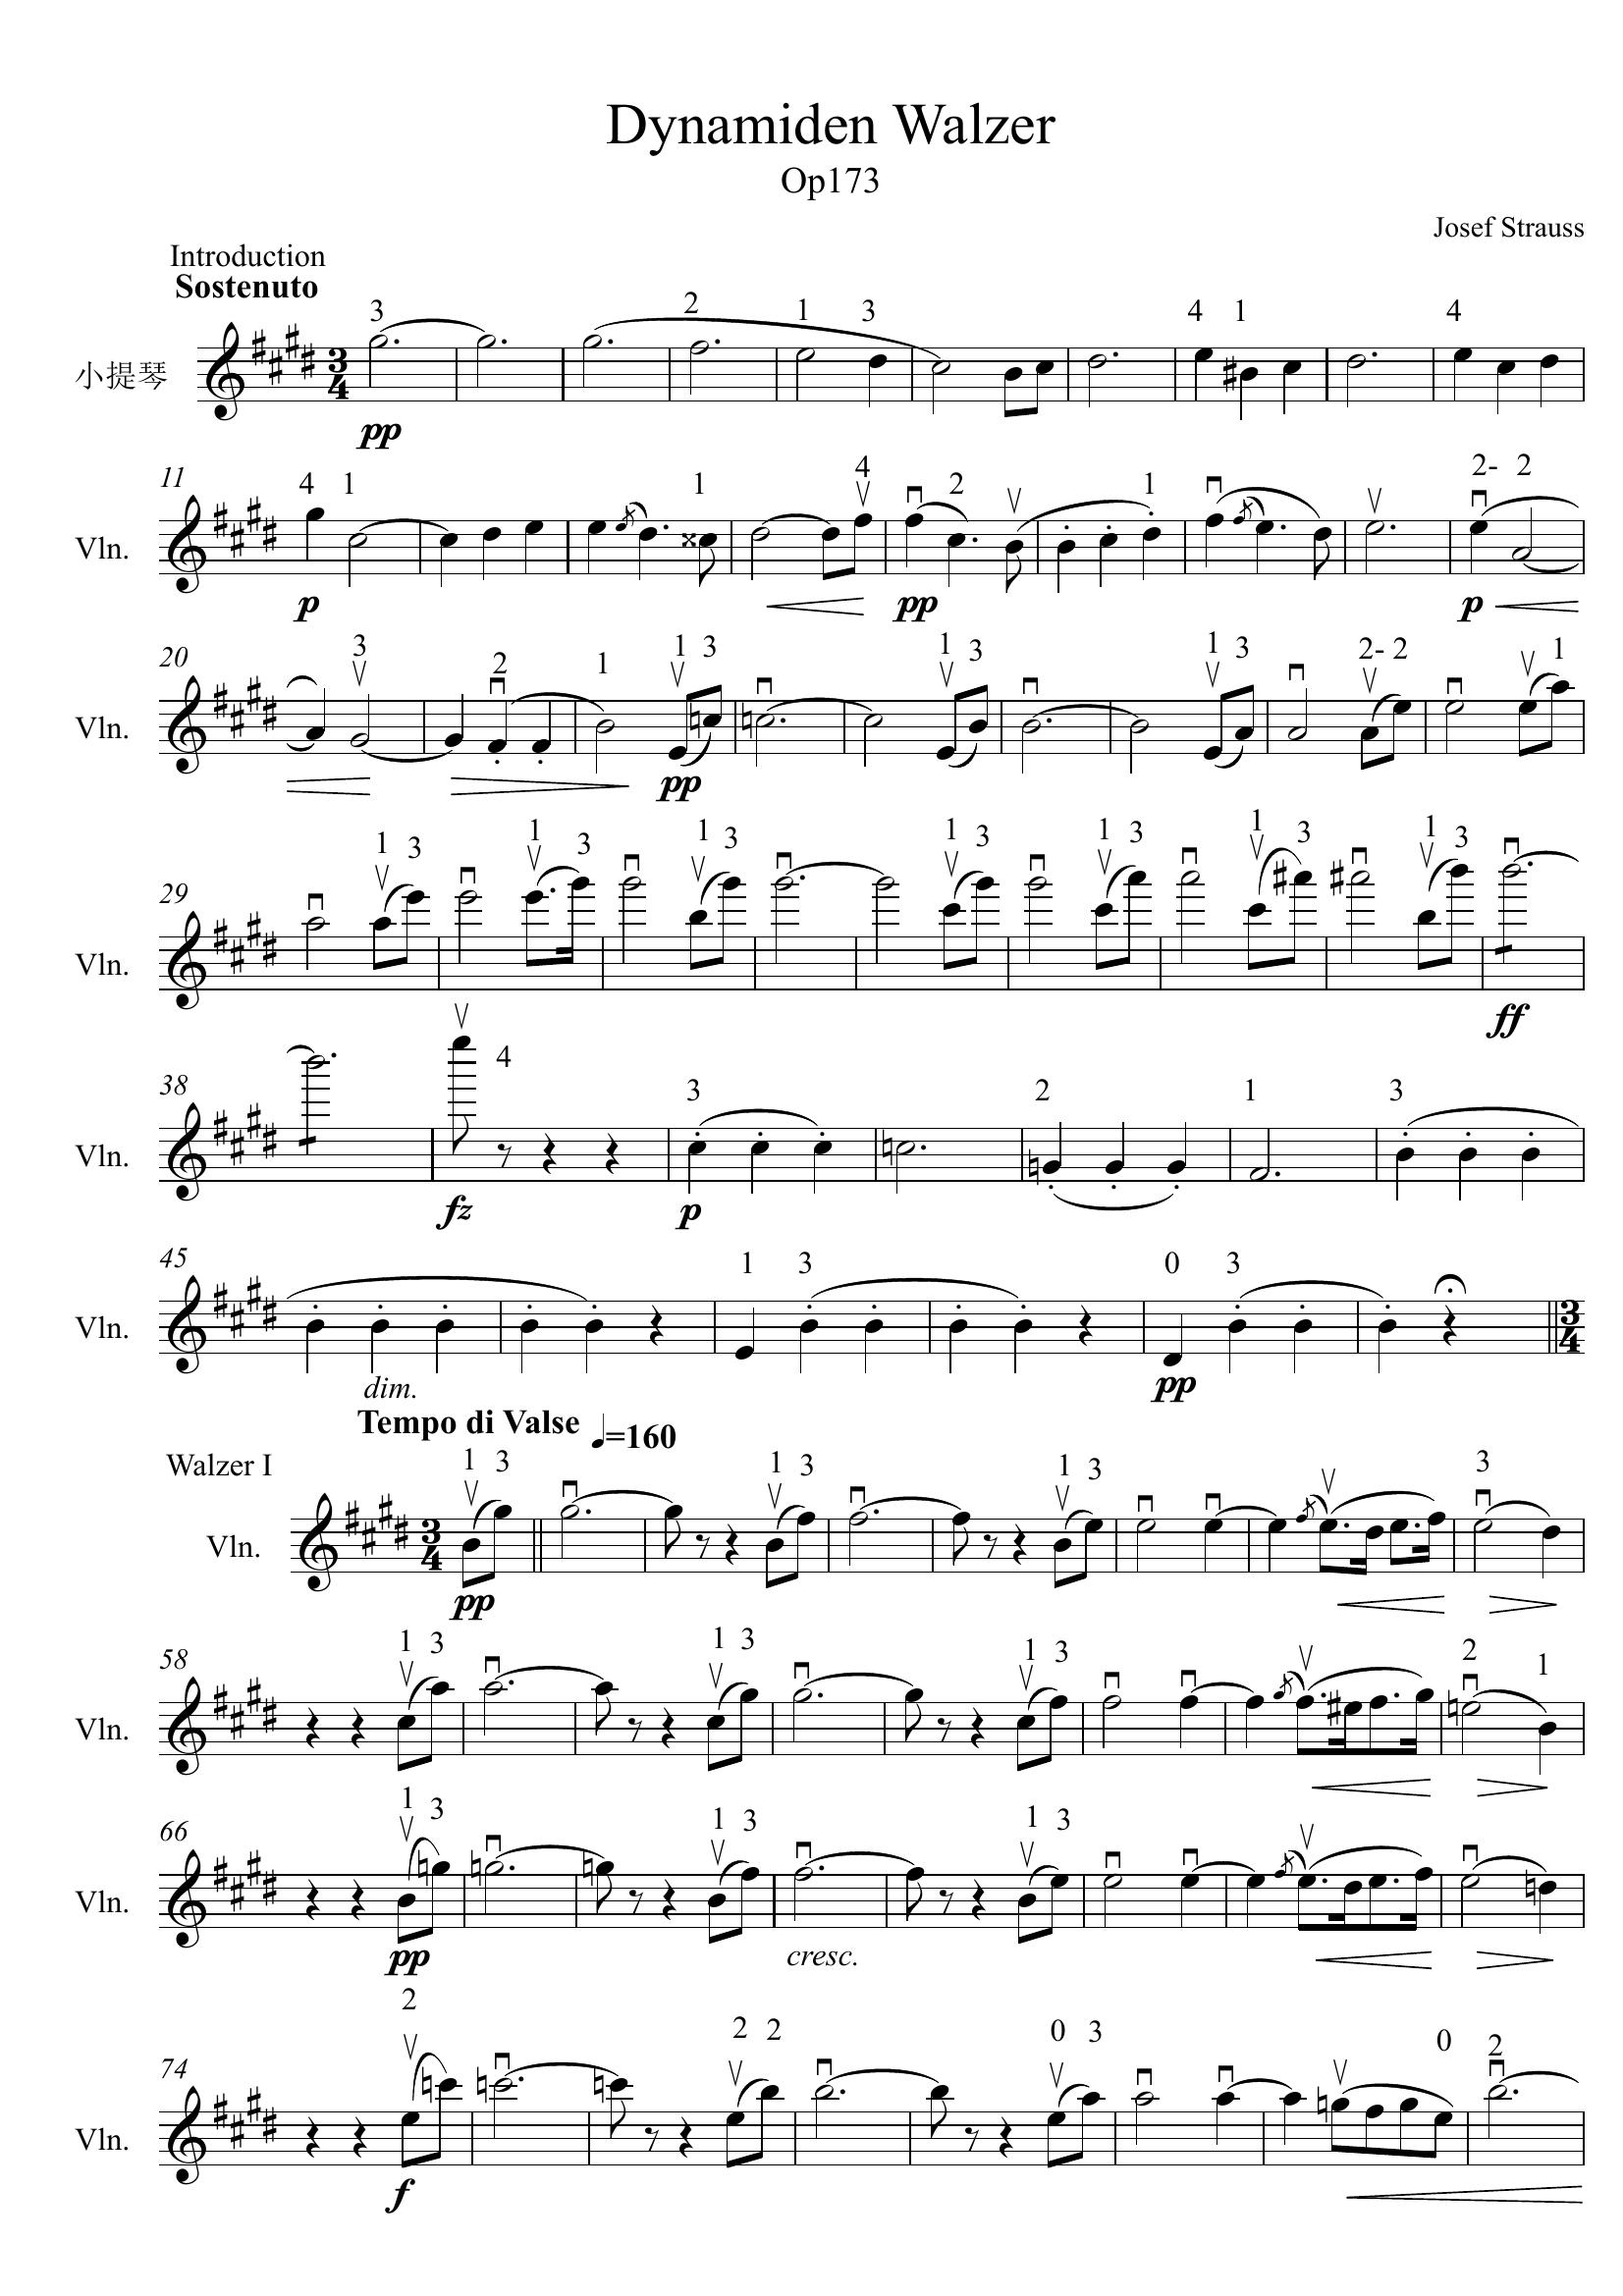 Dynamiden Walzer
Op173
Josef Strauss
Introduction
Sostenuto
3 2 1 3 4 1 4
小提琴
3 4
pp
11
4 1 1 4 2 1 2- 2
Vln.
p pp p
20
3 2 1 1 3 1 3 1 3 2- 2 1
Vln.
pp
29
1 3 1 3 1 3 1 3 1 3 1 3 1 3
Vln.
ff
38
4 3 2 1 3
Vln.
fz p
45
1 3 0 3
Vln.
3 4
dim. pp
Tempo di Valse ♩=160
Walzer I
1 3 1 3 1 3 3
Vln.
3 4
pp
58
1 3 1 3 1 3 2 1
Vln.
66
1 3 1 3 1 3
Vln.
pp cresc.
74
2 2 2 0 3 0 2
Vln.
f